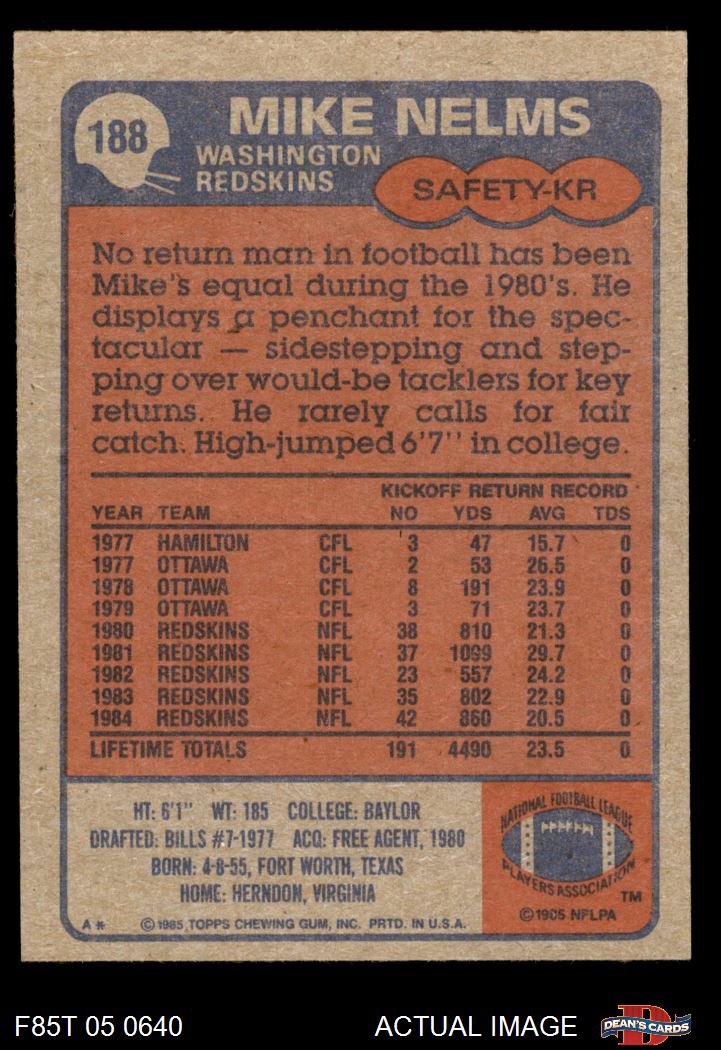 188
MIKE NELMS
WASHINGTON
REDSKINS
SAFETY-KR
No return man in football has been
Mike's equal during the 1980's. He
displays a penchant for the spec-
tacular — sidestepping and step-
ping over would-be tacklers for key
returns. He rarely calls for fair
catch. High-jumped 6'7'' in college.
KICKOFF RETURN RECORD
YEAR TEAM NO YDS AVG TDS
1977 HAMILTON CFL 3 47 15.7 0
1977 OTTAWA CFL 2 53 26.5 0
1978 OTTAWA CFL 8 191 23.9 0
1979 OTTAWA CFL 3 71 23.7 0
1980 REDSKINS NFL 38 810 21.3 0
1981 REDSKINS NFL 37 1099 29.7 0
1982 REDSKINS NFL 23 557 24.2 0
1983 REDSKINS NFL 35 802 22.9 0
1984 REDSKINS NFL 42 860 20.5 0
LIFETIME TOTALS 191 4490 23.5 0
HT: 6'1'' WT: 185 COLLEGE: BAYLOR
DRAFTED: BILLS #7-1977 ACQ: FREE AGENT, 1980
BORN: 4-8-55, FORT WORTH, TEXAS
HOME: HERNDON, VIRGINIA
A* © 1985 TOPPS CHEWING GUM, INC. PRTD. IN U.S.A.
NATIONAL FOOTBALL LEAGUE
PLAYERS ASSOCIATION
TM
© 1985 NFLPA
F85T 05 0640
ACTUAL IMAGE
D
DEAN'S CARDS